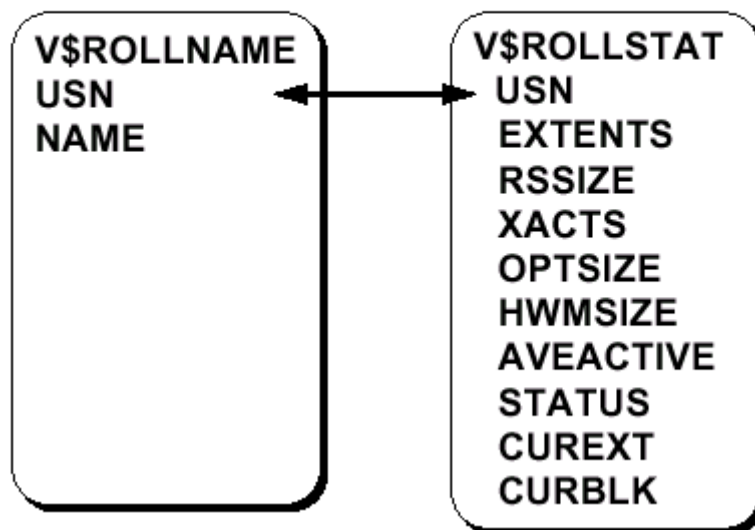 V$ROLLNAME
USN
NAME
V$ROLLSTAT
USN
EXTENTS
RSSIZE
XACTS
OPTSIZE
HWMSIZE
AVEACTIVE
STATUS
CUREXT
CURBLK